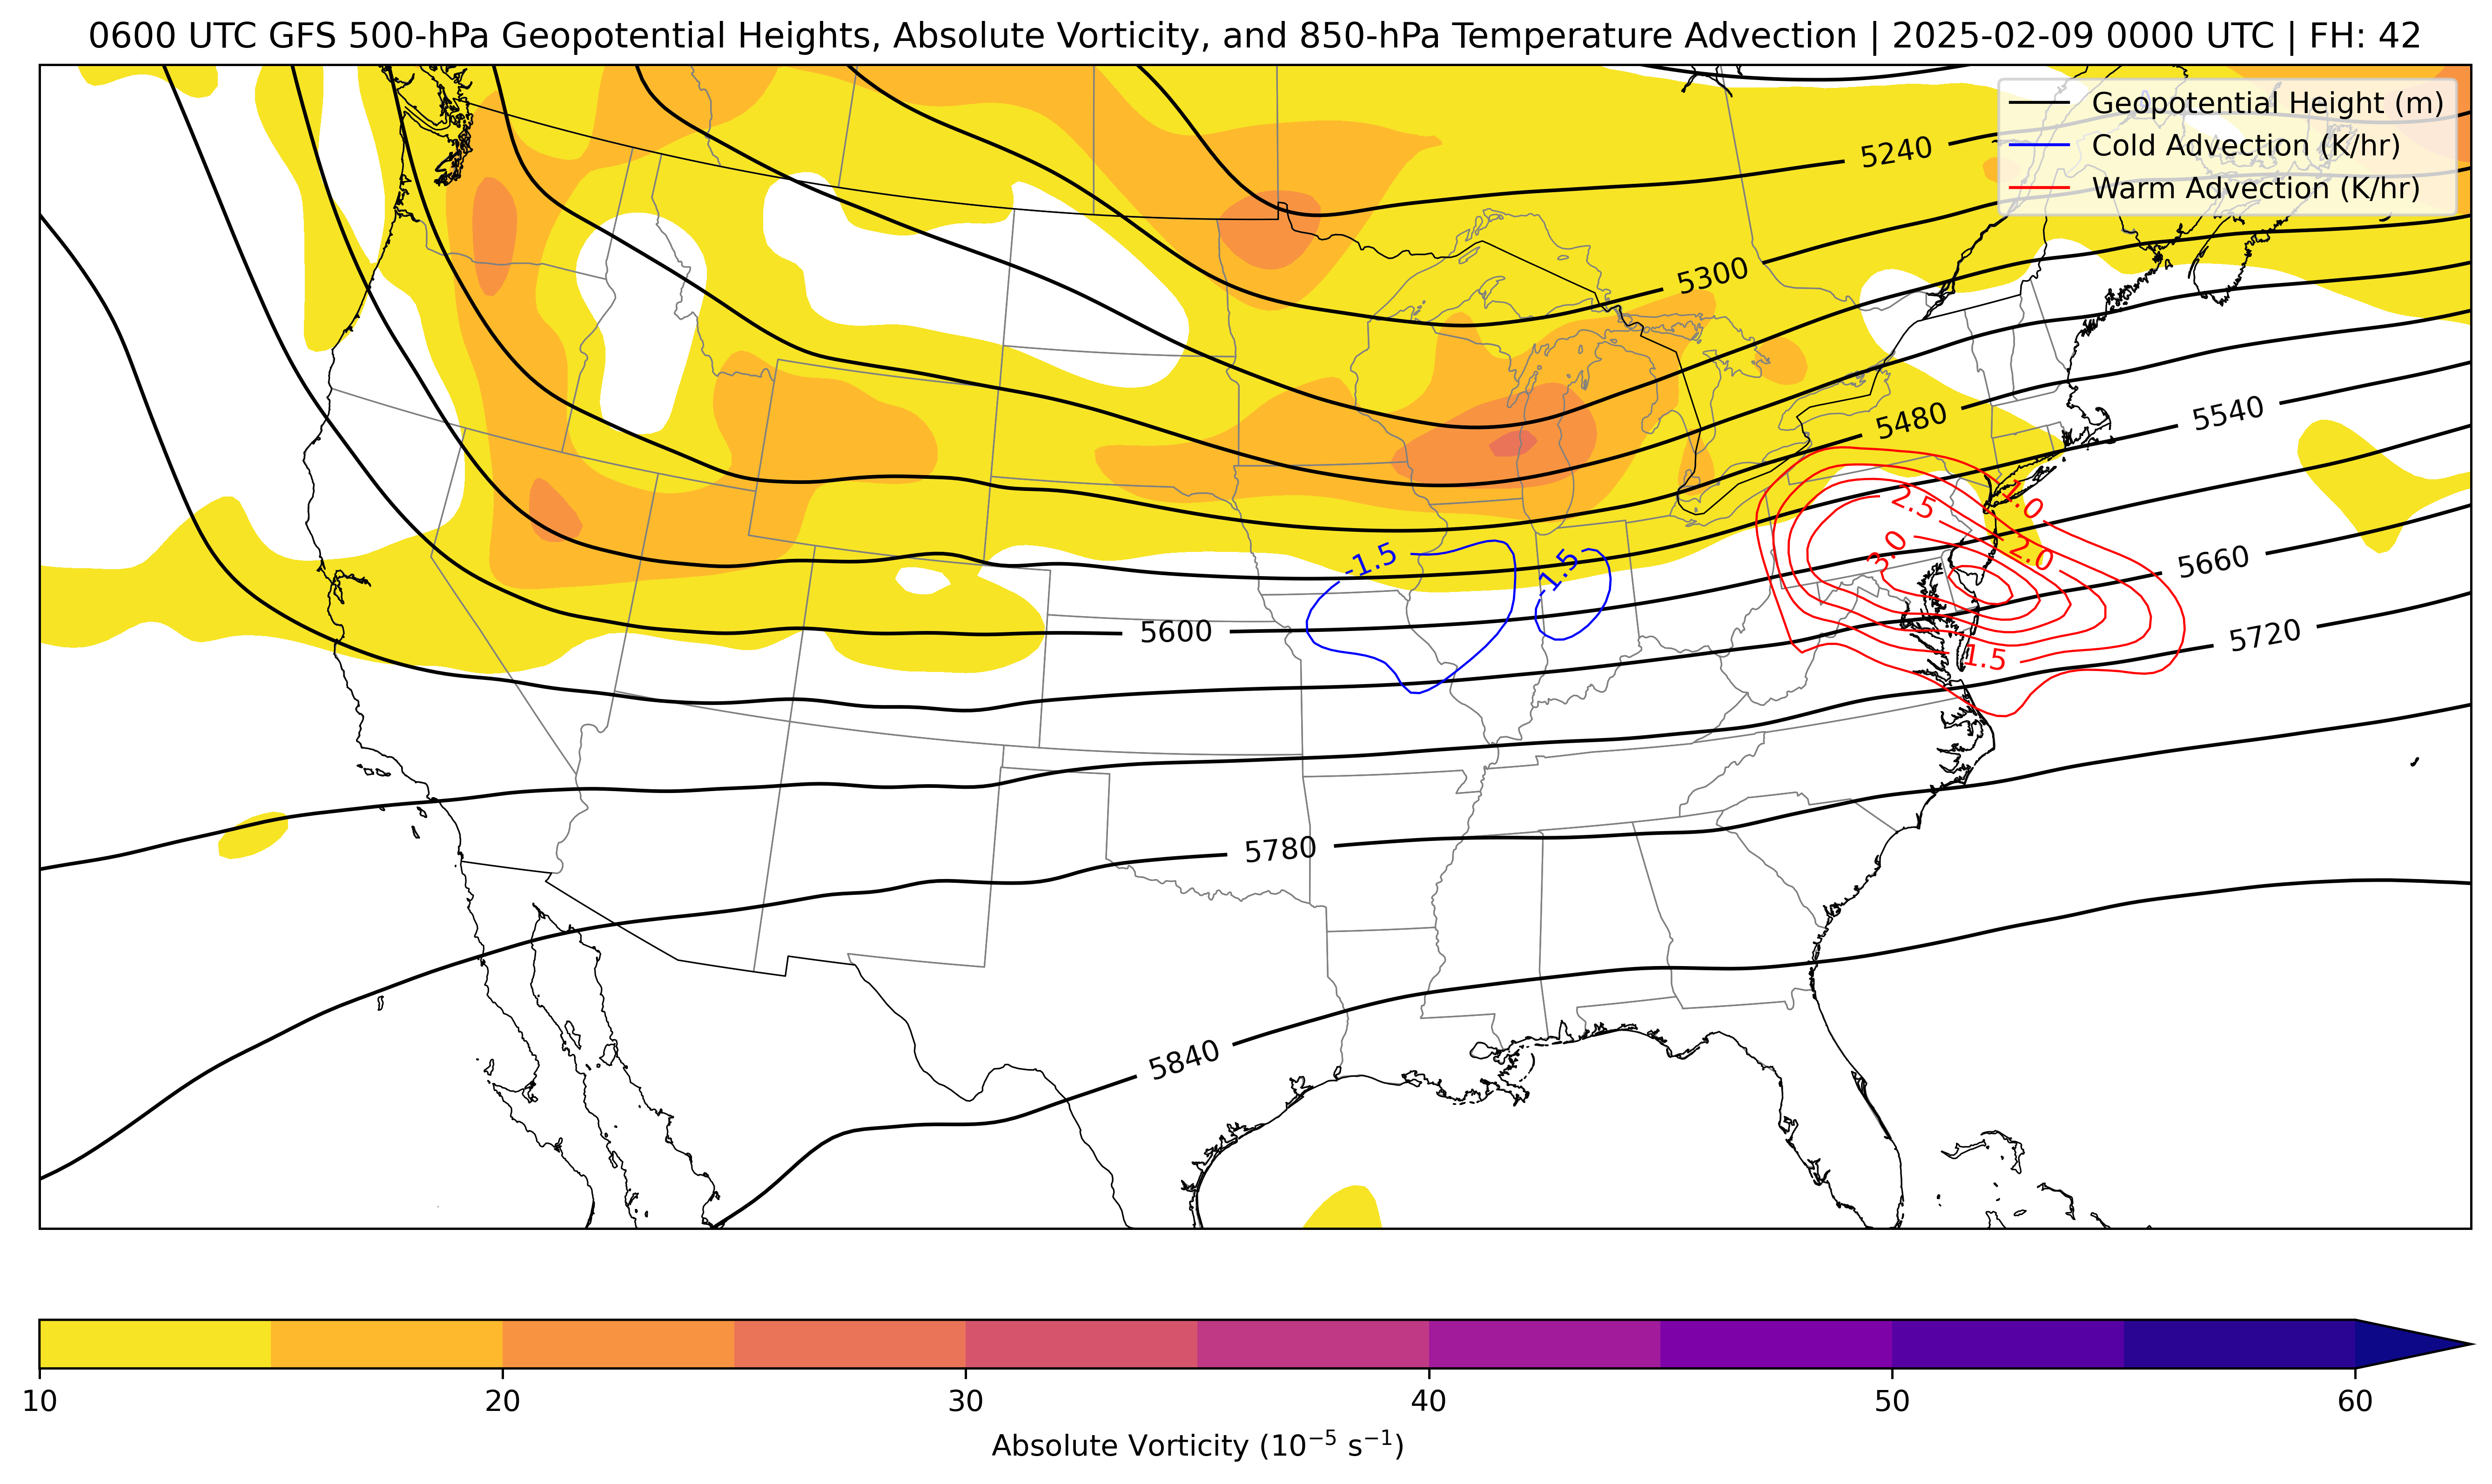 0600 UTC GFS 500-hPa Geopotential Heights, Absolute Vorticity, and 850-hPa Temperature Advection | 2025-02-09 0000 UTC | FH: 42
Geopotential Height (m)
Cold Advection (K/hr)
Warm Advection (K/hr)
5240
5300
5480
5540
2.5
1.0
3.0
2.0
-1.5
-1.5
5660
5600
5720
1.5
5780
5840
10 20 30 40 50 60
Absolute Vorticity (10⁻⁵ s⁻¹)